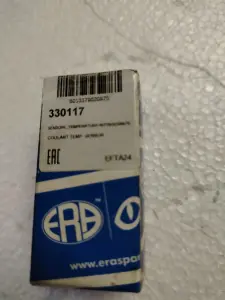 330117
SENSORE, TEMPERATURA REFRIGERANTE
COOLANT TEMP. SENSOR
EAC EFTA24
ERA
www.eraspa